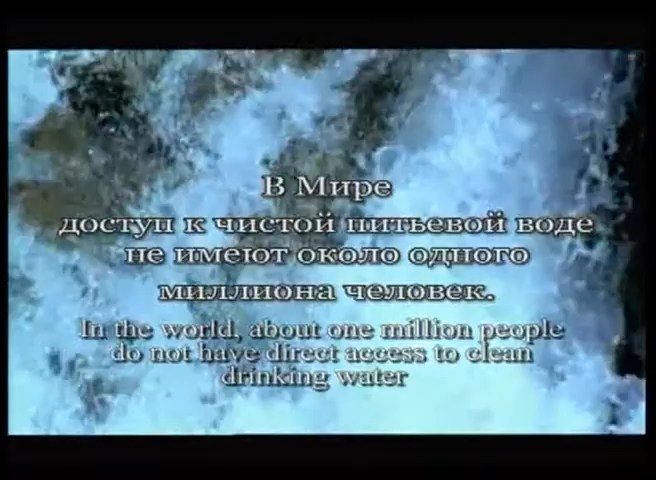 В Мире
доступ к чистой питьевой воде
не имеют около одного
миллиона человек.
In the world, about one million people
do not have direct access to clean
drinking water